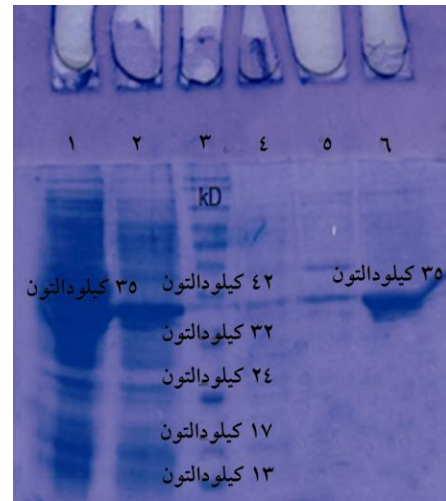 ١ ٢ ٣ ٤ ٥ ٦
kD
٣٥ کیلودالتون
٤٢ کیلودالتون
٣٥ کیلودالتون
٣٢ کیلودالتون
٢٤ کیلودالتون
١٧ کیلودالتون
١٣ کیلودالتون